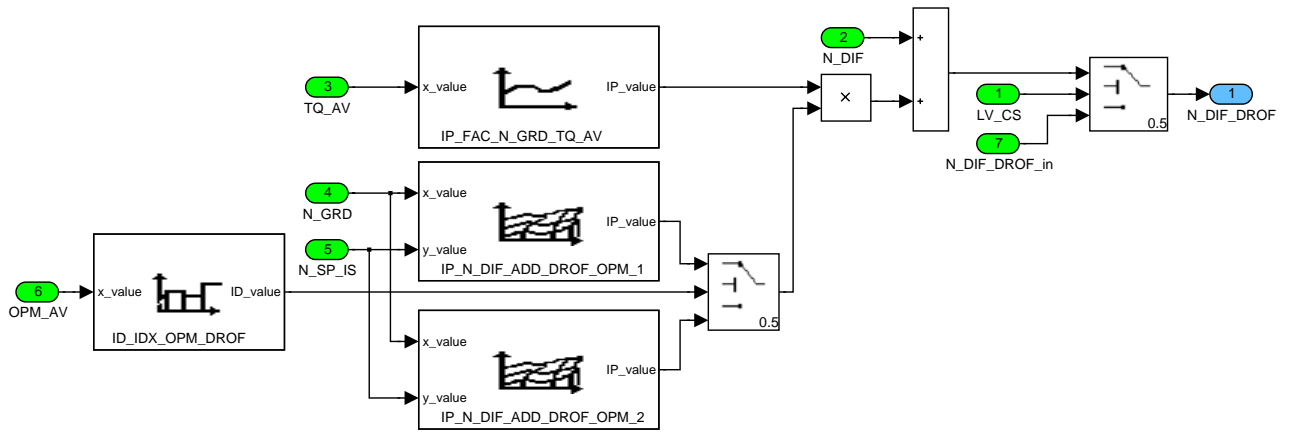 3
TQ_AV
x_value
IP_value
IP_FAC_N_GRD_TQ_AV
2
N_DIF
+
+
×
1
LV_CS
7
N_DIF_DROF_in
0.5
1
N_DIF_DROF
4
N_GRD
5
N_SP_IS
x_value
y_value
IP_value
IP_N_DIF_ADD_DROF_OPM_1
6
OPM_AV
x_value
ID_value
ID_IDX_OPM_DROF
0.5
x_value
y_value
IP_value
IP_N_DIF_ADD_DROF_OPM_2